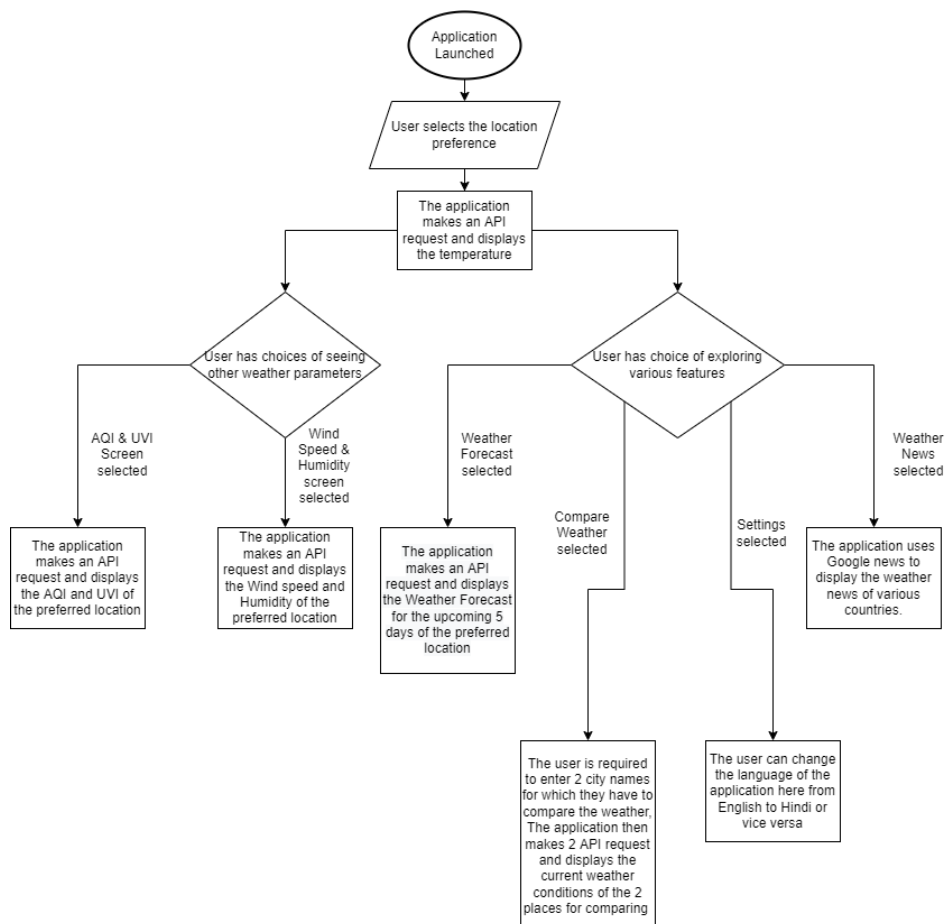 Application
Launched
User selects the location
preference
The application
makes an API
request and displays
the temperature
User has choices of seeing
other weather parameters
User has choice of exploring
various features
AQI & UVI
Screen
selected
Wind
Speed &
Humidity
screen
selected
Weather
Forecast
selected
Compare
Weather
selected
Settings
selected
Weather
News
selected
The application
makes an API
request and displays
the AQI and UVI of
the preferred location
The application
makes an API
request and displays
the Wind speed and
Humidity of the
preferred location
The application
makes an API
request and displays
the Weather Forecast
for the upcoming 5
days of the preferred
location
The application uses
Google news to
display the weather
news of various
countries.
The user is required
to enter 2 city names
for which they have to
compare the weather,
The application then
makes 2 API request
and displays the
current weather
conditions of the 2
places for comparing
The user can change
the language of the
application here from
English to Hindi or
vice versa